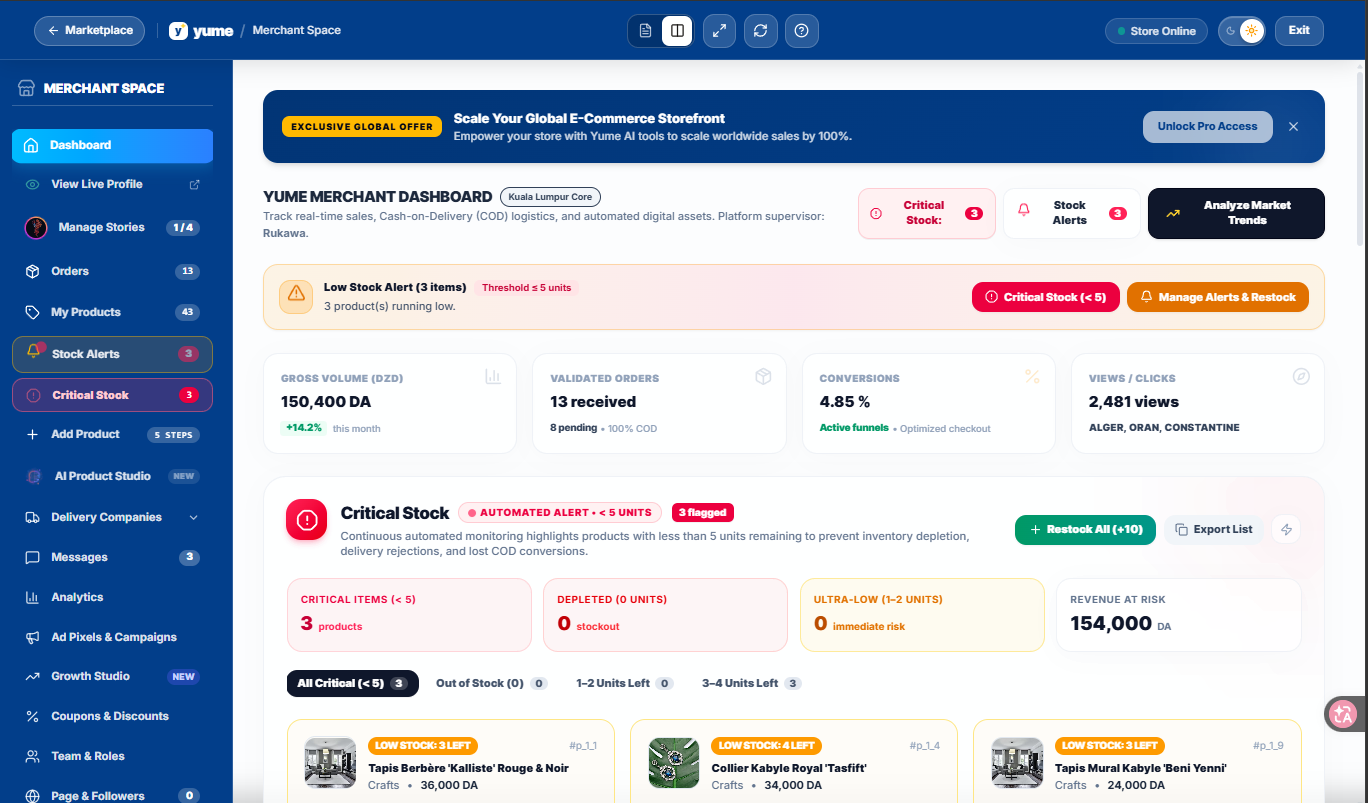 Marketplace
yume / Merchant Space
Store Online
Exit
MERCHANT SPACE
Dashboard
View Live Profile
Manage Stories 1 / 4
Orders 13
My Products 43
Stock Alerts 3
Critical Stock 3
Add Product 5 STEPS
AI Product Studio NEW
Delivery Companies
Messages 3
Analytics
Ad Pixels & Campaigns
Growth Studio NEW
Coupons & Discounts
Team & Roles
Page & Followers 0
EXCLUSIVE GLOBAL OFFER
Scale Your Global E-Commerce Storefront
Empower your store with Yume AI tools to scale worldwide sales by 100%.
Unlock Pro Access
YUME MERCHANT DASHBOARD Kuala Lumpur Core
Track real-time sales, Cash-on-Delivery (COD) logistics, and automated digital assets. Platform supervisor:
Rukawa.
Critical
Stock: 3
Stock
Alerts 3
Analyze Market
Trends
Low Stock Alert (3 items) Threshold ≤ 5 units
3 product(s) running low.
Critical Stock (< 5)
Manage Alerts & Restock
GROSS VOLUME (DZD)
150,400 DA
+14.2% this month
VALIDATED ORDERS
13 received
8 pending • 100% COD
CONVERSIONS
4.85 %
Active funnels • Optimized checkout
VIEWS / CLICKS
2,481 views
ALGER, ORAN, CONSTANTINE
Critical Stock AUTOMATED ALERT • < 5 UNITS 3 flagged
Continuous automated monitoring highlights products with less than 5 units remaining to prevent inventory depletion,
delivery rejections, and lost COD conversions.
Restock All (+10)
Export List
CRITICAL ITEMS (< 5)
3 products
DEPLETED (0 UNITS)
0 stockout
ULTRA-LOW (1–2 UNITS)
0 immediate risk
REVENUE AT RISK
154,000 DA
All Critical (< 5) 3
Out of Stock (0) 0
1–2 Units Left 0
3–4 Units Left 3
LOW STOCK: 3 LEFT #p_1_1
Tapis Berbère 'Kalliste' Rouge & Noir
Crafts • 36,000 DA
LOW STOCK: 4 LEFT #p_1_4
Collier Kabyle Royal 'Tasfift'
Crafts • 34,000 DA
LOW STOCK: 3 LEFT #p_1_9
Tapis Mural Kabyle 'Beni Yenni'
Crafts • 24,000 DA